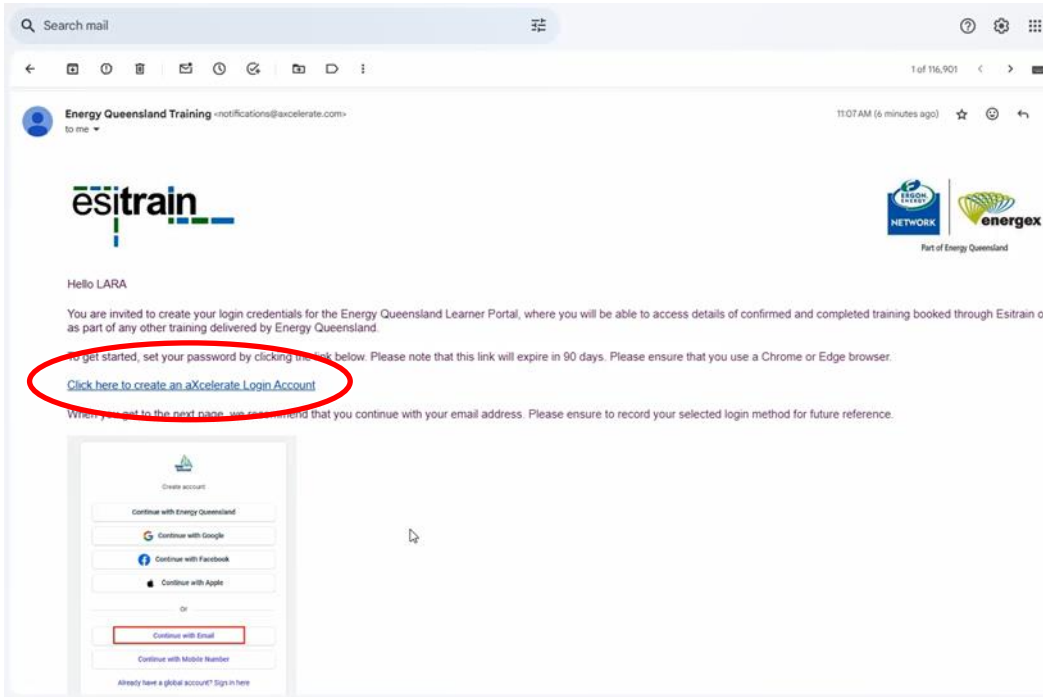 Search mail
1 of 116,901
Energy Queensland Training <notifications@axcelerate.com>
11:07 AM (6 minutes ago)
to me
esitrain
ERGON.
ENERGY
NETWORK
energex
Part of Energy Queensland
Hello LARA
You are invited to create your login credentials for the Energy Queensland Learner Portal, where you will be able to access details of confirmed and completed training booked through Esitrain o
as part of any other training delivered by Energy Queensland.
To get started, set your password by clicking the link below. Please note that this link will expire in 90 days. Please ensure that you use a Chrome or Edge browser.
Click here to create an aXcelerate Login Account
When you get to the next page, we recommend that you continue with your email address. Please ensure to record your selected login method for future reference.
Create account
Continue with Energy Queensland
Continue with Google
Continue with Facebook
Continue with Apple
Or
Continue with Email
Continue with Mobile Number
Already have a global account? Sign in here